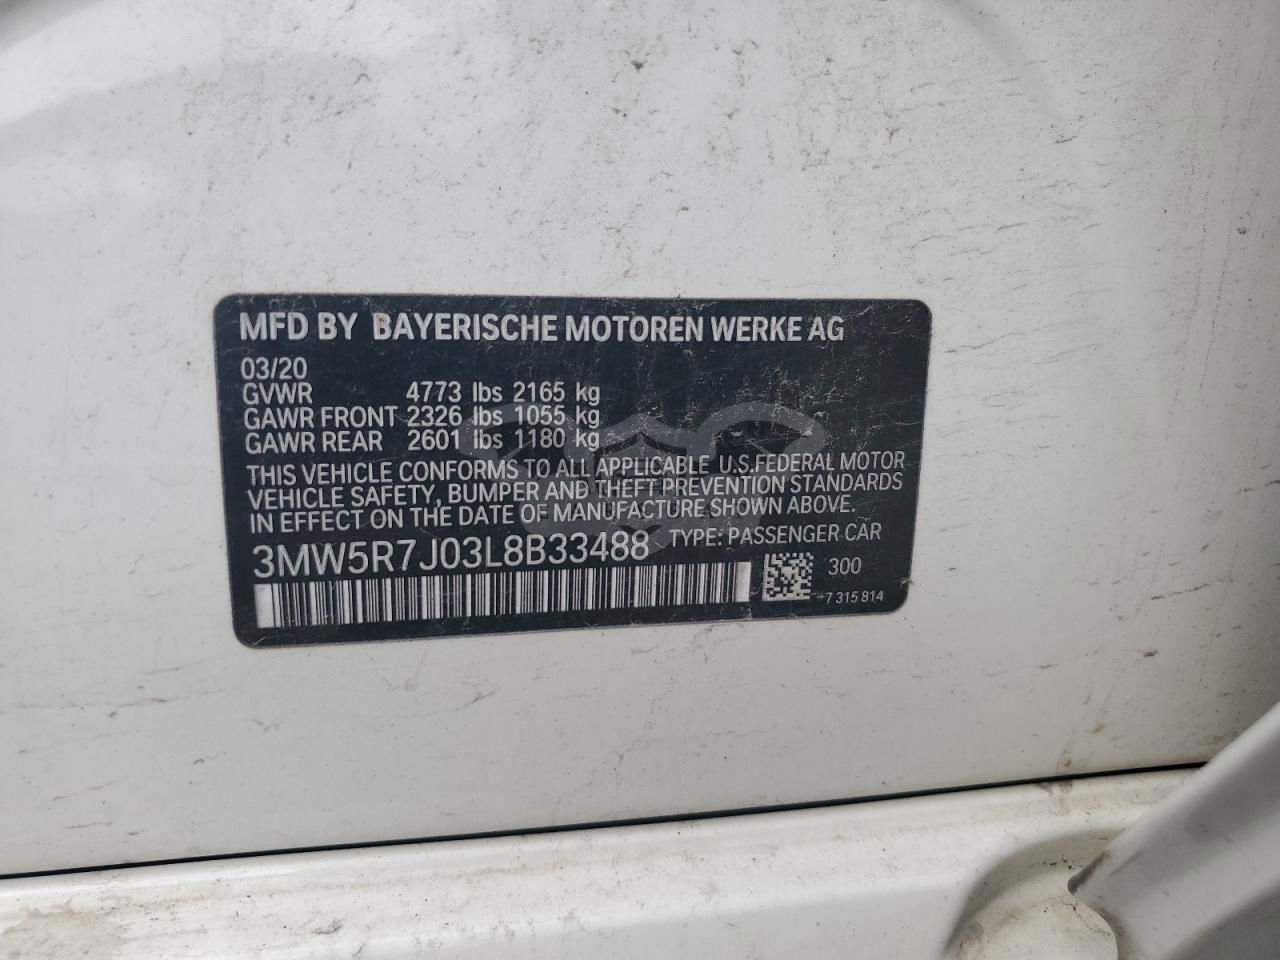 MFD BY BAYERISCHE MOTOREN WERKE AG
03/20
GVWR 4773 lbs 2165 kg
GAWR FRONT 2326 lbs 1055 kg
GAWR REAR 2601 lbs 1180 kg
THIS VEHICLE CONFORMS TO ALL APPLICABLE U.S.FEDERAL MOTOR
VEHICLE SAFETY, BUMPER AND THEFT PREVENTION STANDARDS
IN EFFECT ON THE DATE OF MANUFACTURE SHOWN ABOVE.
3MW5R7J03L8B33488 TYPE: PASSENGER CAR
300
7 315 814